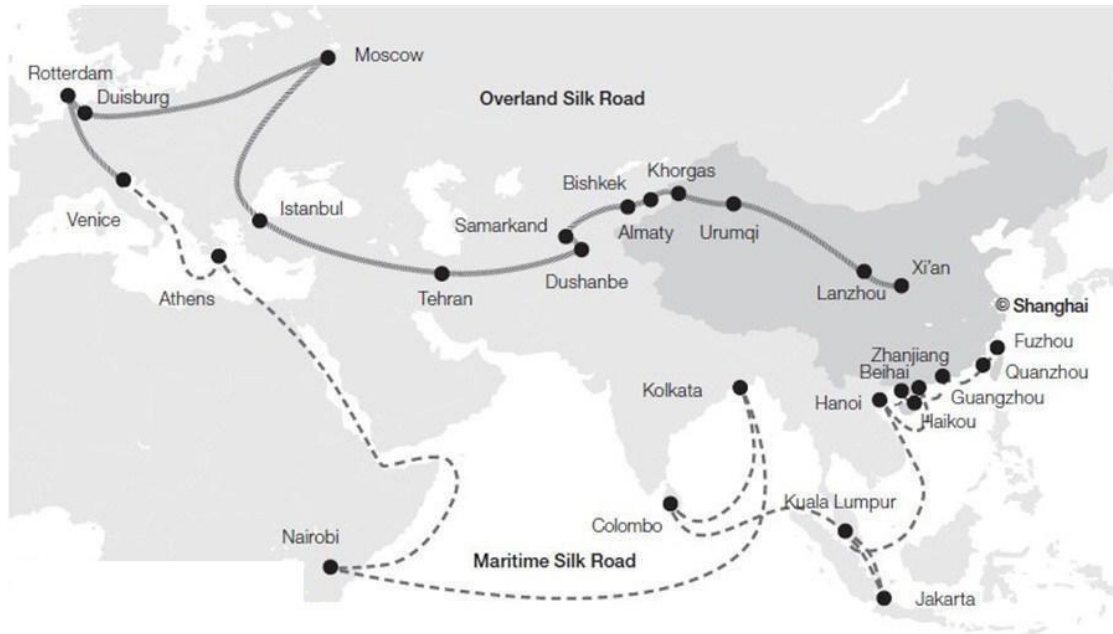 Moscow
Rotterdam
Duisburg
Overland Silk Road
Khorgas
Bishkek
Venice
Istanbul
Samarkand
Almaty
Urumqi
Xi'an
Athens
Tehran
Dushanbe
Lanzhou
© Shanghai
Fuzhou
Zhanjiang
Beihai
Quanzhou
Kolkata
Hanoi
Guangzhou
Haikou
Kuala Lumpur
Colombo
Nairobi
Maritime Silk Road
Jakarta